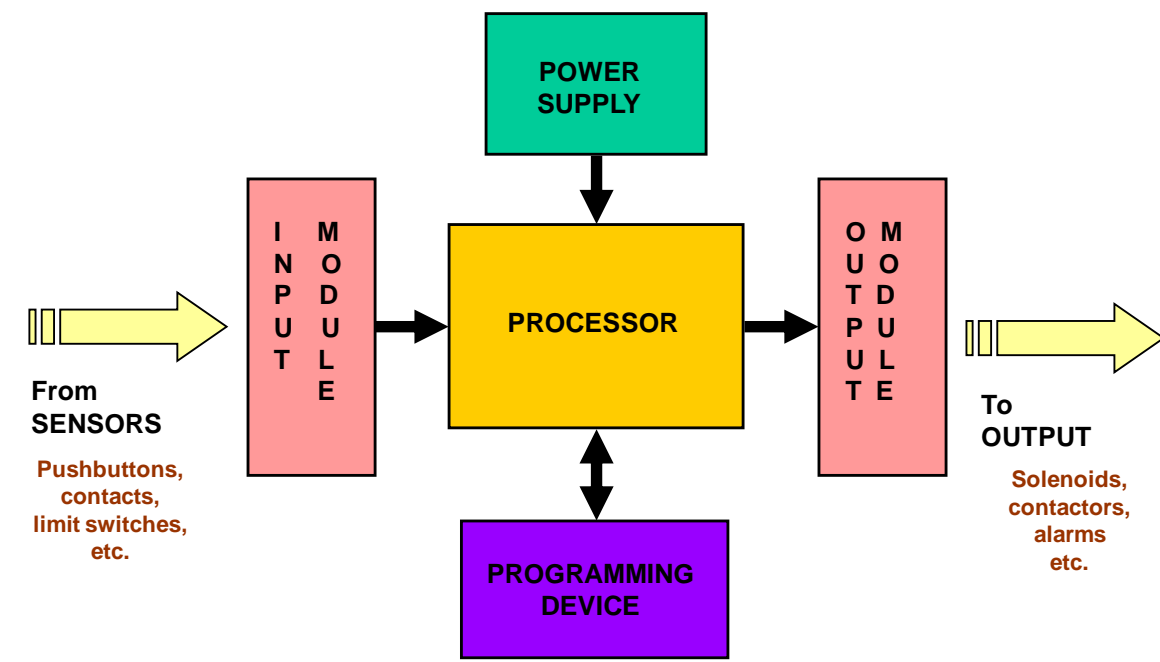 POWER
SUPPLY
INPUT MODULE
PROCESSOR
OUTPUT MODULE
From
SENSORS
Pushbuttons,
contacts,
limit switches,
etc.
To
OUTPUT
Solenoids,
contactors,
alarms
etc.
PROGRAMMING
DEVICE